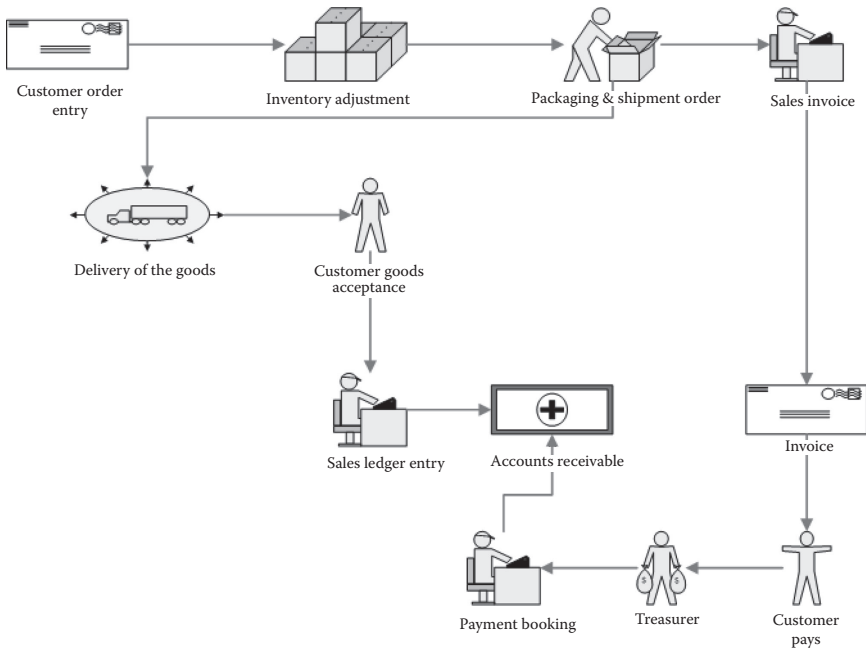 Customer order
entry
Inventory adjustment
Packaging & shipment order
Sales invoice
Delivery of the goods
Customer goods
acceptance
Sales ledger entry
Accounts receivable
Invoice
Payment booking
Treasurer
Customer
pays
$
$